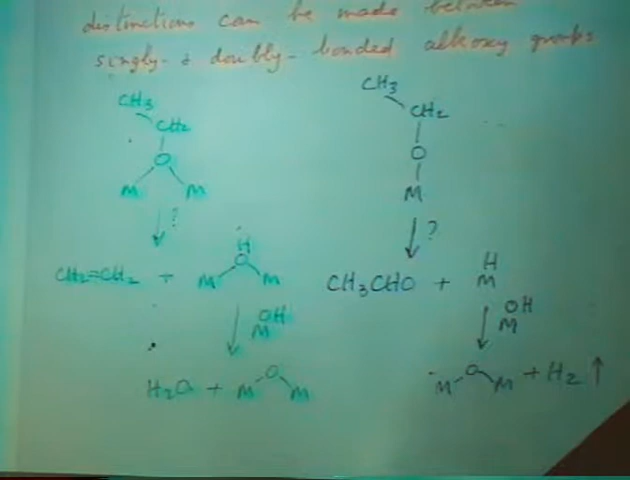 distinctions can be made between
singly- & doubly- bonded alkoxy groups
CH3 CH3
CH2 CH2
O O
M M M
? ?
CH2=CH2 + H O M M CH3CHO + H M
OH M OH M
H2O + M O M M O M + H2 ↑